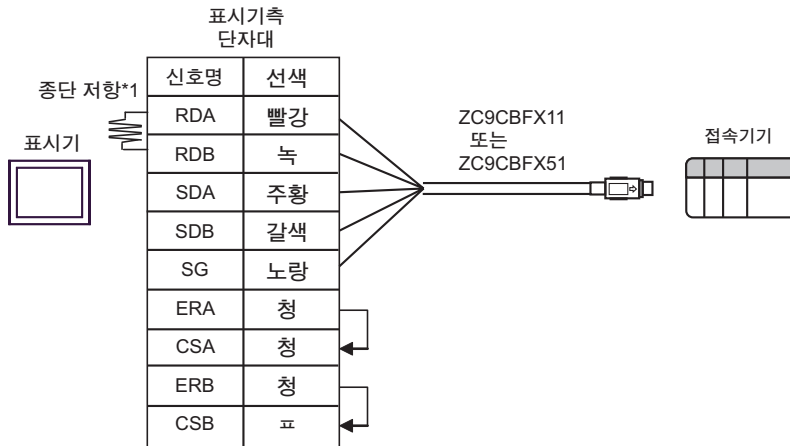 표시기측
단자대
종단 저항*1
표시기
신호명 선색
RDA 빨강
RDB 녹
SDA 주황
SDB 갈색
SG 노랑
ERA 청
CSA 청
ERB 청
CSB ㅍ
ZC9CBFX11
또는
ZC9CBFX51
접속기기